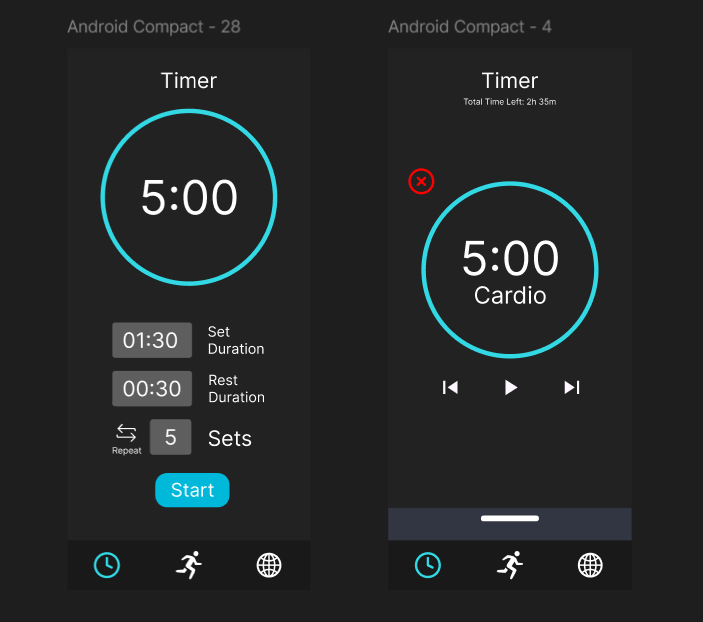 Android Compact - 28
Timer
5:00
01:30
Set
Duration
00:30
Rest
Duration
Repeat
5
Sets
Start
Android Compact - 4
Timer
Total Time Left: 2h 35m
5:00
Cardio